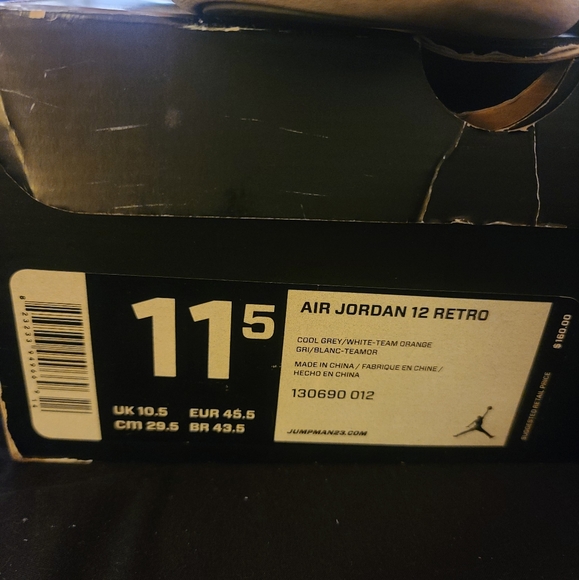 11 5
UK 10.5 EUR 45.5
cm 29.5 BR 43.5
AIR JORDAN 12 RETRO
COOL GREY/WHITE-TEAM ORANGE
GRI/BLANC-TEAMOR
MADE IN CHINA / FABRIQUE EN CHINE /
HECHO EN CHINA
130690 012
JUMPMAN23.COM
$160.00
SUGGESTED RETAIL PRICE